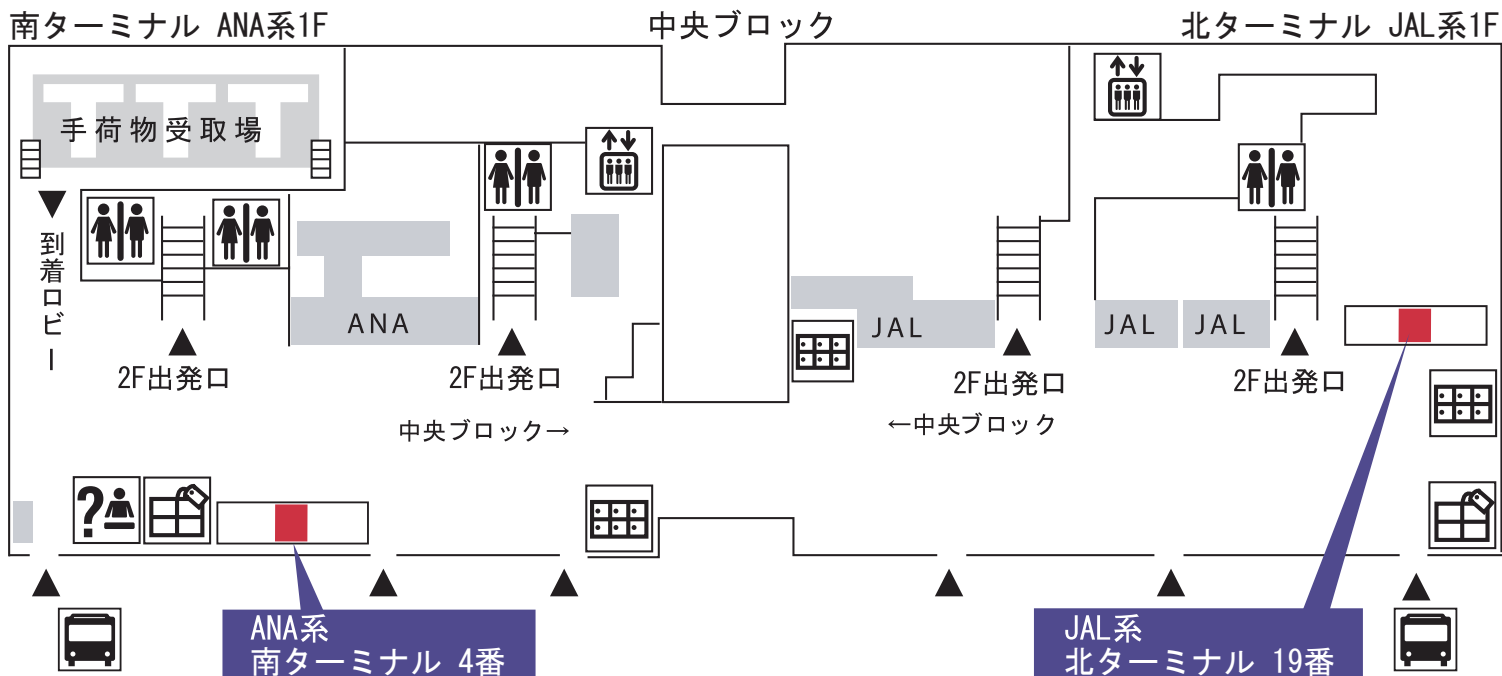 南ターミナル ANA系1F
中央ブロック
北ターミナル JAL系1F
手荷物受取場
到着ロビー
ANA
JAL
JAL
JAL
2F出発口
2F出発口
2F出発口
2F出発口
中央ブロック→
←中央ブロック
?
ANA系
南ターミナル 4番
JAL系
北ターミナル 19番